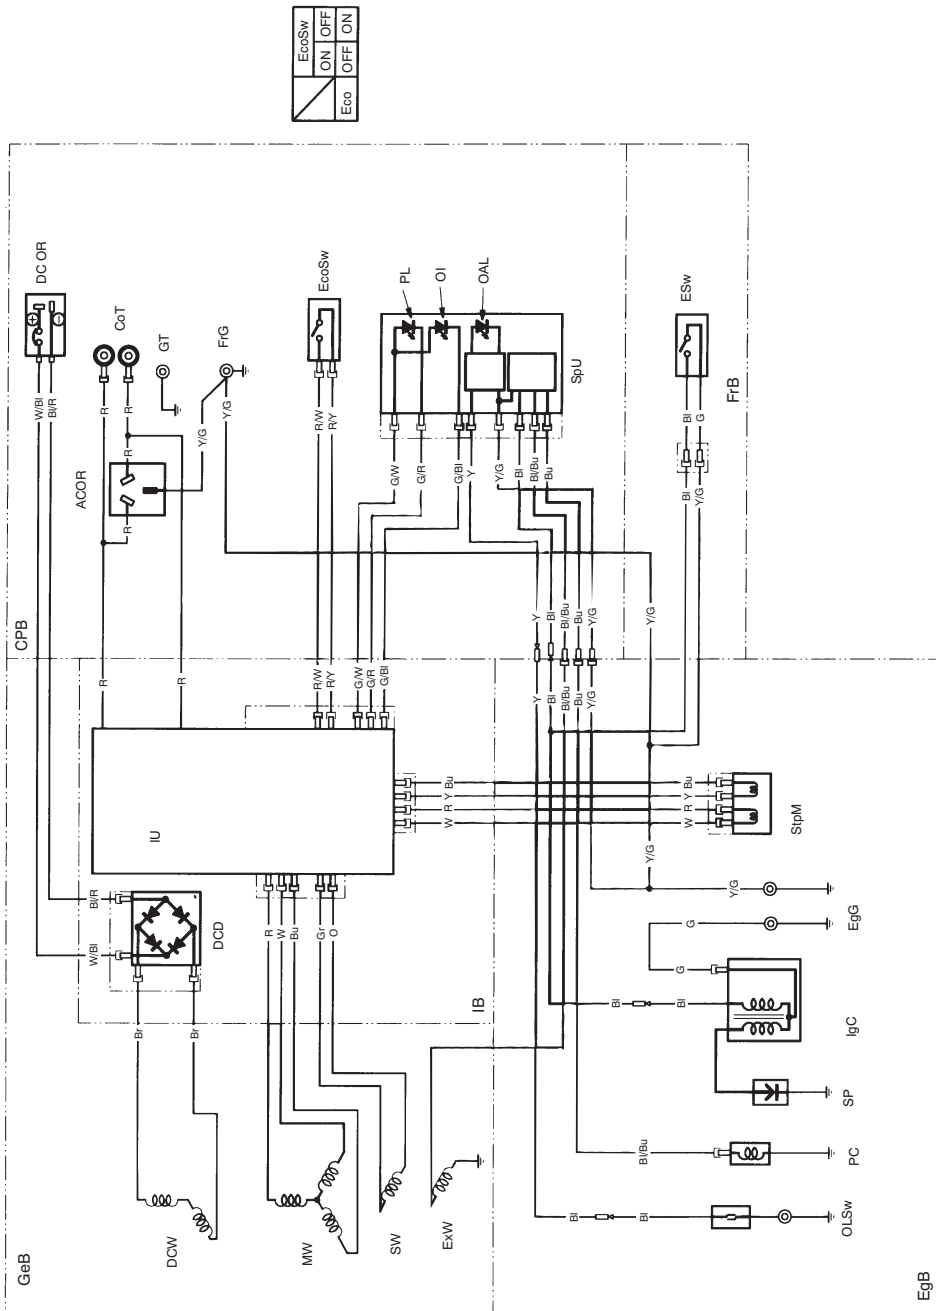 EcoSw
ON
OFF
Eco
OFF
ON
CPB
DC OR
CoT
GT
FrG
EcoSw
PL
OI
OAL
SpU
ESw
FrB
ACOR
W/Bl
Bl/R
R
R
R
R
Y/G
Y/G
R/W
R/Y
G/W
G/R
G/Bl
Y
Y/G
Bl
Bl/Bu
Bu
Bl
G
Bl
Y/G
R
R
R/W
R/Y
G/W
G/R
G/Bl
Y
Bl
Bl/Bu
Bu
Y/G
Y/G
Y
Bl
Bl/Bu
Bu
Y/G
IU
Bu
Y
R
W
Bu
Y
R
W
StpM
Bl/R
W/Bl
DCD
R
W
Bu
Gr
O
IB
Y/G
Y/G
EgG
G
G
Bl
Bl
IgC
Br
Br
SP
Bl/Bu
PC
Bl
Bl
OLSw
DCW
MW
SW
ExW
GeB
EgB